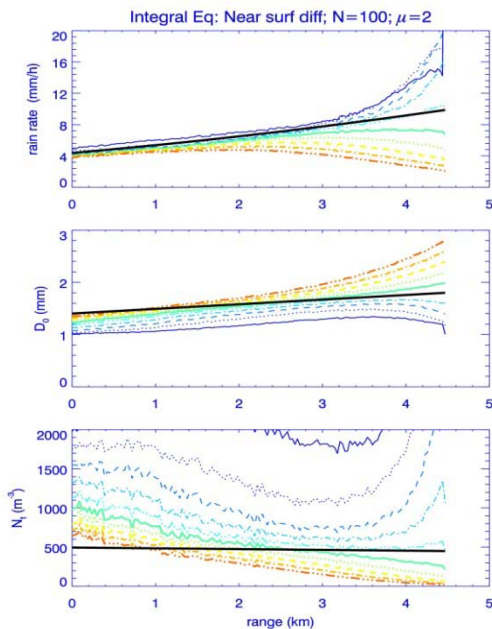 Integral Eq: Near surf diff; N=100; μ=2
20
16
12
8
4
0
rain rate (mm/h)
0 1 2 3 4 5
3
2
1
0
D₀ (mm)
0 1 2 3 4 5
2000
1500
1000
500
0
Nₜ (m⁻³)
0 1 2 3 4 5
range (km)